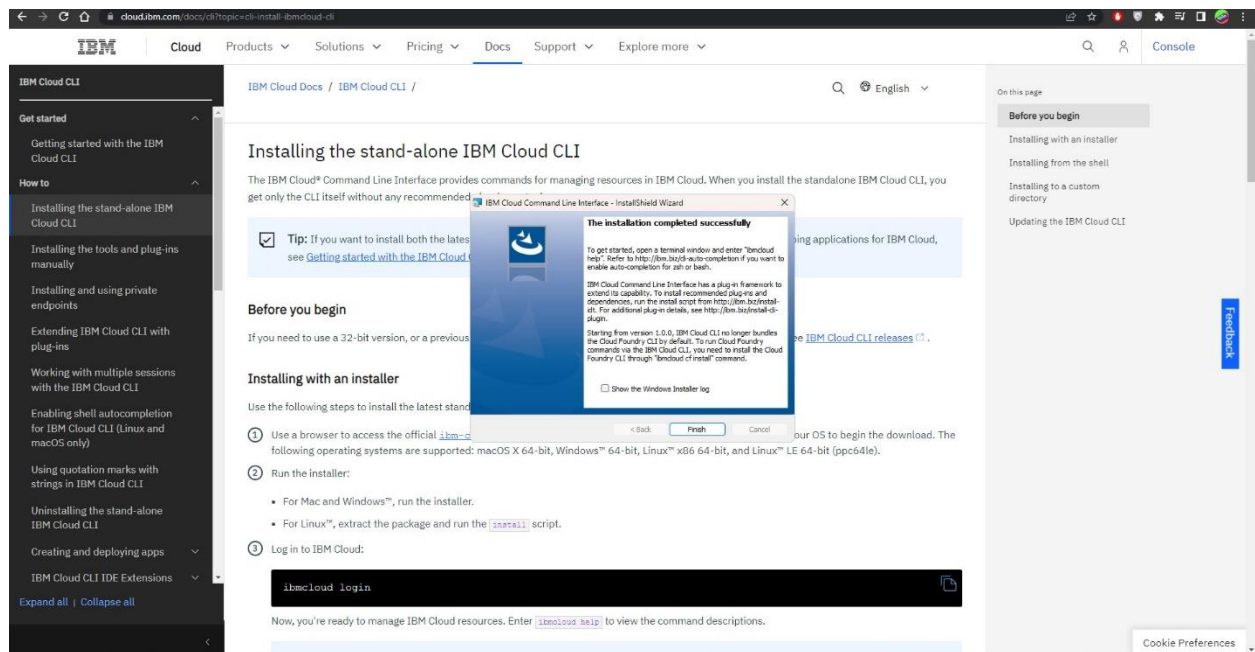 cloud.ibm.com/docs/cli?topic=cli-install-ibmcloud-cli
IBM Cloud Products Solutions Pricing Docs Support Explore more Console
IBM Cloud CLI
Get started
Getting started with the IBM
Cloud CLI
How to
Installing the stand-alone IBM
Cloud CLI
Installing the tools and plug-ins
manually
Installing and using private
endpoints
Extending IBM Cloud CLI with
plug-ins
Working with multiple sessions
with the IBM Cloud CLI
Enabling shell autocompletion
for IBM Cloud CLI (Linux and
macOS only)
Using quotation marks with
strings in IBM Cloud CLI
Uninstalling the stand-alone
IBM Cloud CLI
Creating and deploying apps
IBM Cloud CLI IDE Extensions
Expand all | Collapse all
IBM Cloud Docs / IBM Cloud CLI /
English
Installing the stand-alone IBM Cloud CLI
The IBM Cloud® Command Line Interface provides commands for managing resources in IBM Cloud. When you install the standalone IBM Cloud CLI, you
get only the CLI itself without any recommended
Tip: If you want to install both the lates ing applications for IBM Cloud,
see Getting started with the IBM Cloud
Before you begin
If you need to use a 32-bit version, or a previous IBM Cloud CLI releases .
Installing with an installer
Use the following steps to install the latest stand
1 Use a browser to access the official ibm-c our OS to begin the download. The
following operating systems are supported: macOS X 64-bit, Windows™ 64-bit, Linux™ x86 64-bit, and Linux™ LE 64-bit (ppc64le).
2 Run the installer:
• For Mac and Windows™, run the installer.
• For Linux™, extract the package and run the install script.
3 Log in to IBM Cloud:
ibmcloud login
Now, you're ready to manage IBM Cloud resources. Enter ibmcloud help to view the command descriptions.
IBM Cloud Command Line Interface - InstallShield Wizard
The installation completed successfully
To get started, open a terminal window and enter "ibmcloud
help". Refer to http://ibm.biz/cli-auto-completion if you want to
enable auto-completion for zsh or bash.
IBM Cloud Command Line Interface has a plug-in framework to
extend its capability. To install recommended plug-ins and
dependencies, run the install script from http://ibm.biz/install-
idt. For additional plug-in details, see http://ibm.biz/install-cli-
plugin.
Starting from version 1.0.0, IBM Cloud CLI no longer bundles
the Cloud Foundry CLI by default. To run Cloud Foundry
commands via the IBM Cloud CLI, you need to install the Cloud
Foundry CLI through "ibmcloud cf install" command.
Show the Windows Installer log
< Back Finish Cancel
On this page
Before you begin
Installing with an installer
Installing from the shell
Installing to a custom
directory
Updating the IBM Cloud CLI
Feedback
Cookie Preferences